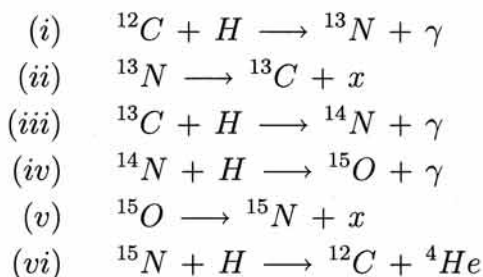 (i) ¹²C + H ⟶ ¹³N + γ
(ii) ¹³N ⟶ ¹³C + x
(iii) ¹³C + H ⟶ ¹⁴N + γ
(iv) ¹⁴N + H ⟶ ¹⁵O + γ
(v) ¹⁵O ⟶ ¹⁵N + x
(vi) ¹⁵N + H ⟶ ¹²C + ⁴He